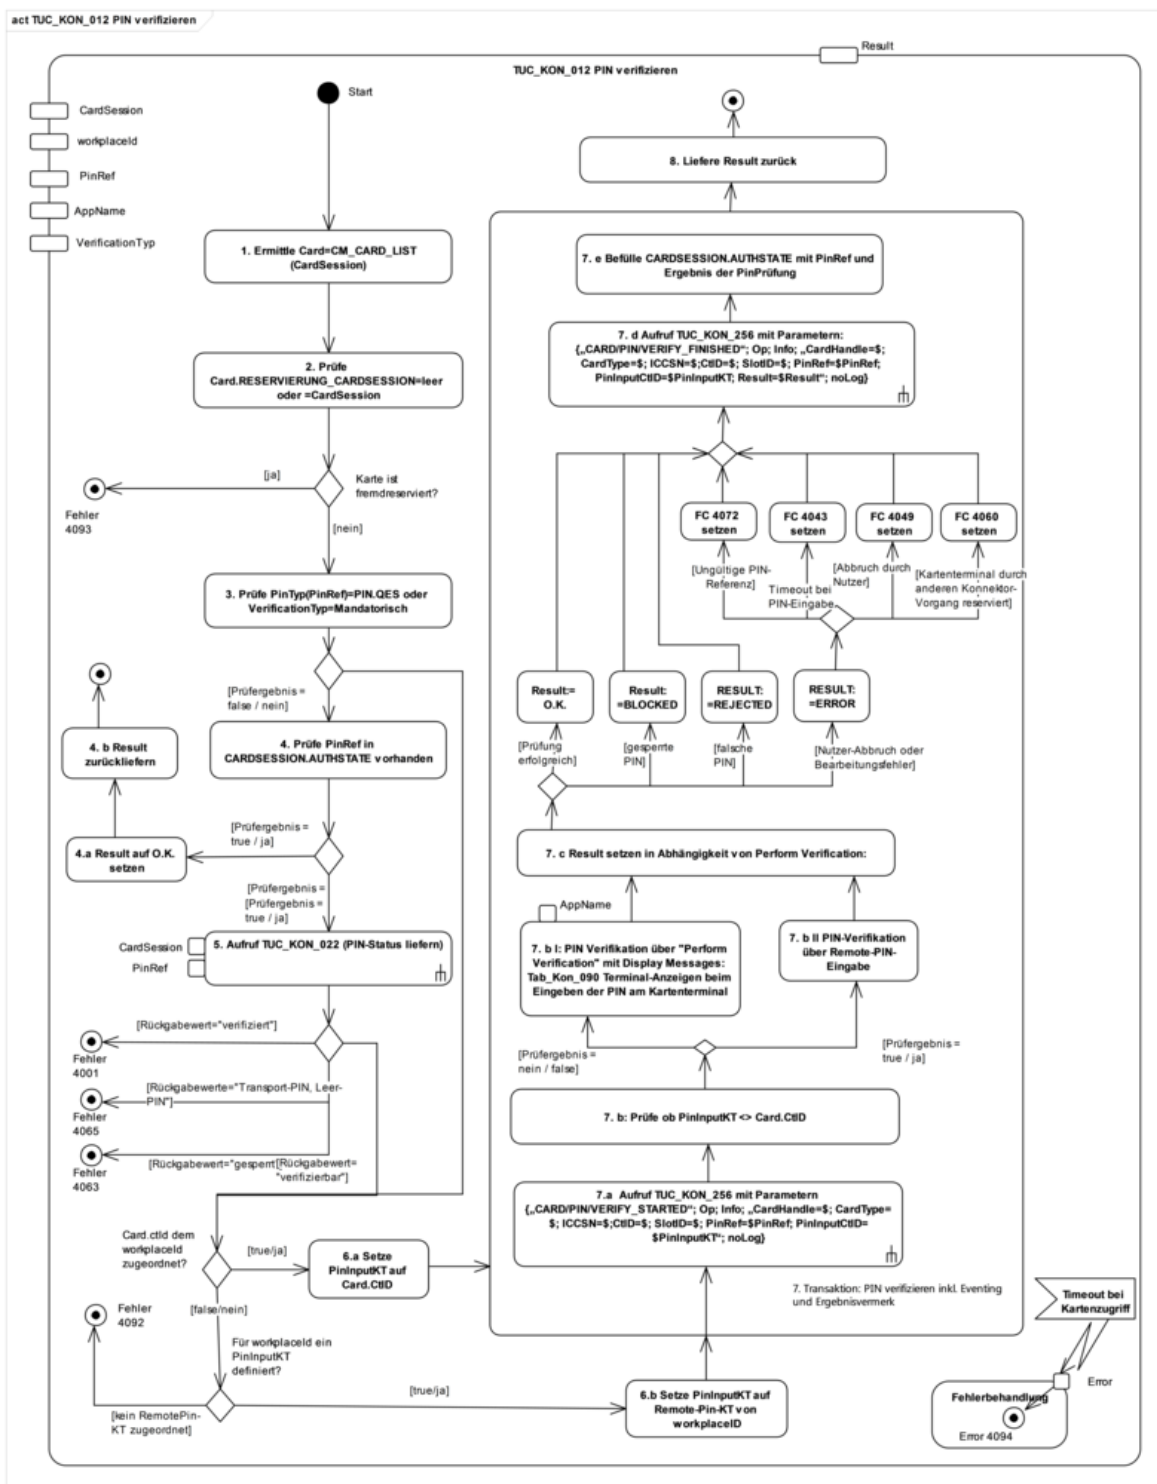 act TUC_KON_012 PIN verifizieren
Result
TUC_KON_012 PIN verifizieren
CardSession
workplaceId
PinRef
AppName
VerificationTyp
Start
1. Ermittle Card=CM_CARD_LIST
(CardSession)
2. Prüfe
Card.RESERVIERUNG_CARDSESSION=leer
oder =CardSession
[ja]
Karte ist
fremdreserviert?
Fehler
4093
[nein]
3. Prüfe PinTyp(PinRef)=PIN.QES oder
VerificationTyp=Mandatorisch
[Prüfergebnis =
false / nein]
4. b Result
zurückliefern
4. Prüfe PinRef in
CARDSESSION.AUTHSTATE vorhanden
[Prüfergebnis =
true / ja]
4.a Result auf O.K.
setzen
[Prüfergebnis =
[Prüfergebnis =
true / ja]
CardSession
PinRef
5. Aufruf TUC_KON_022 (PIN-Status liefern)
[Rückgabewert="verifiziert"]
Fehler
4001
[Rückgabewerte="Transport-PIN, Leer-
PIN"]
Fehler
4065
[Rückgabewert="gesperrt
[Rückgabewert=
"verifizierbar"]
Fehler
4063
Card.ctId dem
workplaceId
zugeordnet?
[true/ja]
6.a Setze
PinInputKT auf
Card.CtID
[false/nein]
Fehler
4092
Für workplaceId ein
PinInputKT
definiert?
[true/ja]
[kein RemotePin-
KT zugeordnet]
6.b Setze PinInputKT auf
Remote-Pin-KT von
workplaceID
8. Liefere Result zurück
7. e Befülle CARDSESSION.AUTHSTATE mit PinRef und
Ergebnis der PinPrüfung
7. d Aufruf TUC_KON_256 mit Parametern:
{„CARD/PIN/VERIFY_FINISHED“; Op; Info; „CardHandle=$;
CardType=$; ICCSN=$;CtID=$; SlotID=$; PinRef=$PinRef;
PinInputCtID=$PinInputKT; Result=$Result“; noLog}
FC 4072
setzen
FC 4043
setzen
FC 4049
setzen
FC 4060
setzen
[Ungültige PIN-
Referenz]
Timeout bei
PIN-Eingabe
[Abbruch durch
Nutzer]
[Kartenterminal durch
anderen Konnektor-
Vorgang reserviert]
Result:=
O.K.
Result:
=BLOCKED
RESULT:
=REJECTED
RESULT:
=ERROR
[Prüfung
erfolgreich]
[gesperrte
PIN]
[falsche
PIN]
[Nutzer-Abbruch oder
Bearbeitungsfehler]
7. c Result setzen in Abhängigkeit von Perform Verification:
AppName
7. b I: PIN Verifikation über "Perform
Verification" mit Display Messages:
Tab_Kon_090 Terminal-Anzeigen beim
Eingeben der PIN am Kartenterminal
7. b II PIN-Verifikation
über Remote-PIN-
Eingabe
[Prüfergebnis =
nein / false]
[Prüfergebnis =
true / ja]
7. b: Prüfe ob PinInputKT <> Card.CtID
7.a Aufruf TUC_KON_256 mit Parametern
{„CARD/PIN/VERIFY_STARTED“; Op; Info; „CardHandle=$; CardType=
$; ICCSN=$;CtID=$; SlotID=$; PinRef=$PinRef; PinInputCtID=
$PinInputKT“; noLog}
7. Transaktion: PIN verifizieren inkl. Eventing
und Ergebnisvermerk
Timeout bei
Kartenzugriff
Error
Fehlerbehandlung
Error 4094